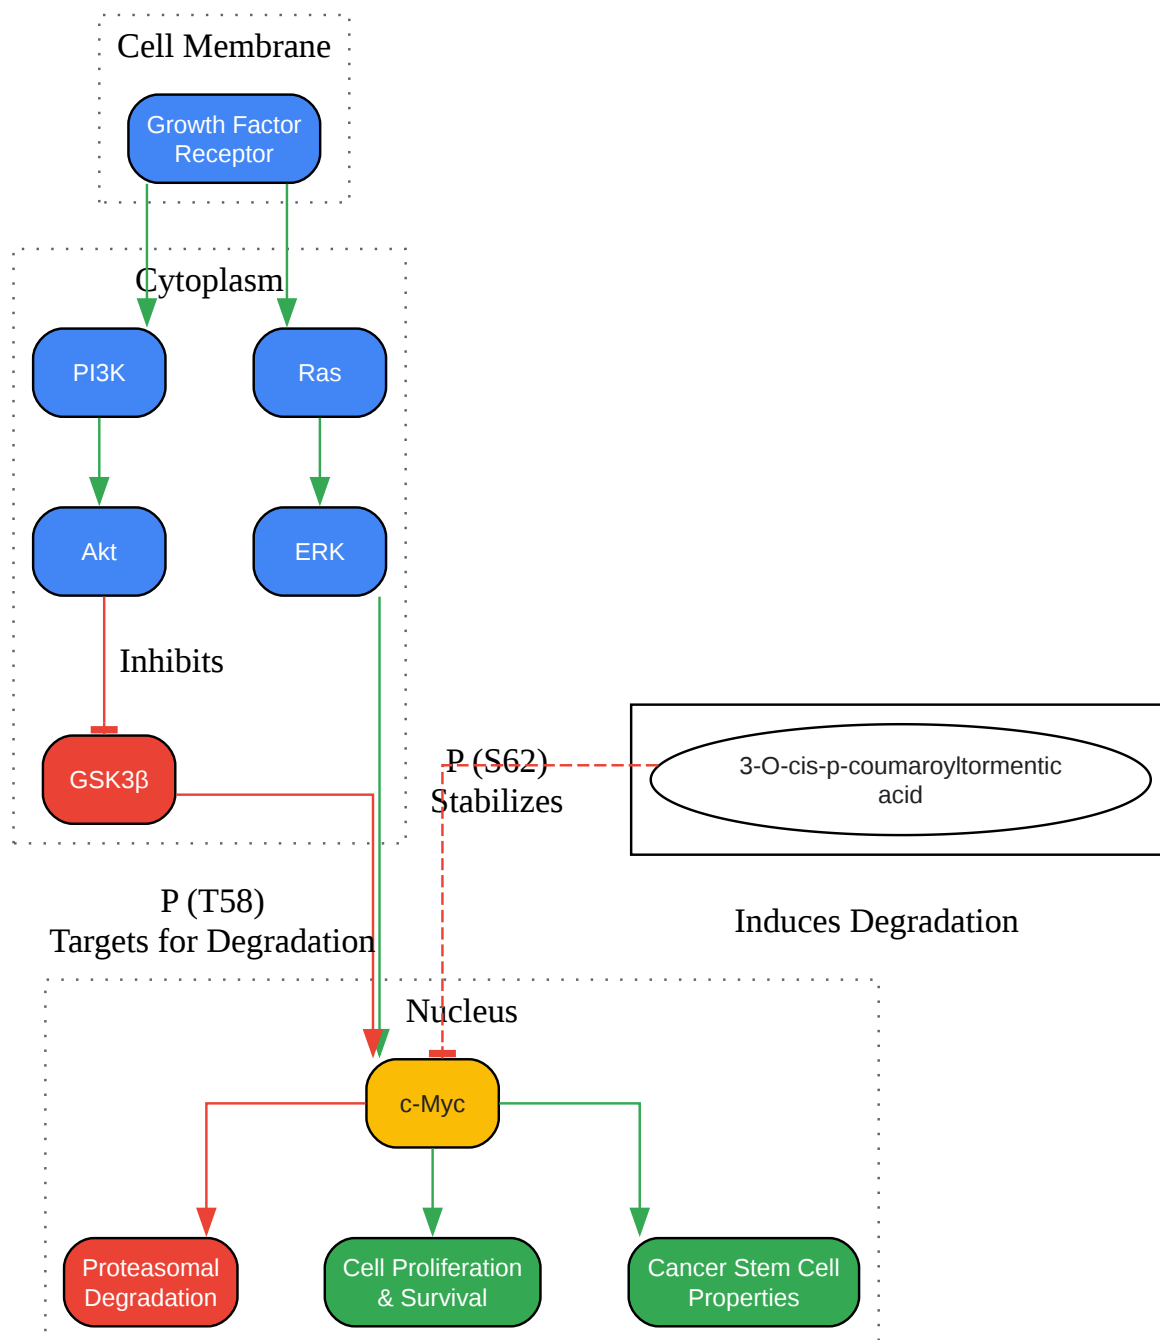 Cell Membrane
Growth Factor
Receptor
Cytoplasm
PI3K
Ras
Akt
ERK
Inhibits
GSK3β
P (S62)
Stabilizes
3-O-cis-p-coumaroyltormentic
acid
P (T58)
Targets for Degradation
Induces Degradation
Nucleus
c-Myc
Proteasomal
Degradation
Cell Proliferation
& Survival
Cancer Stem Cell
Properties